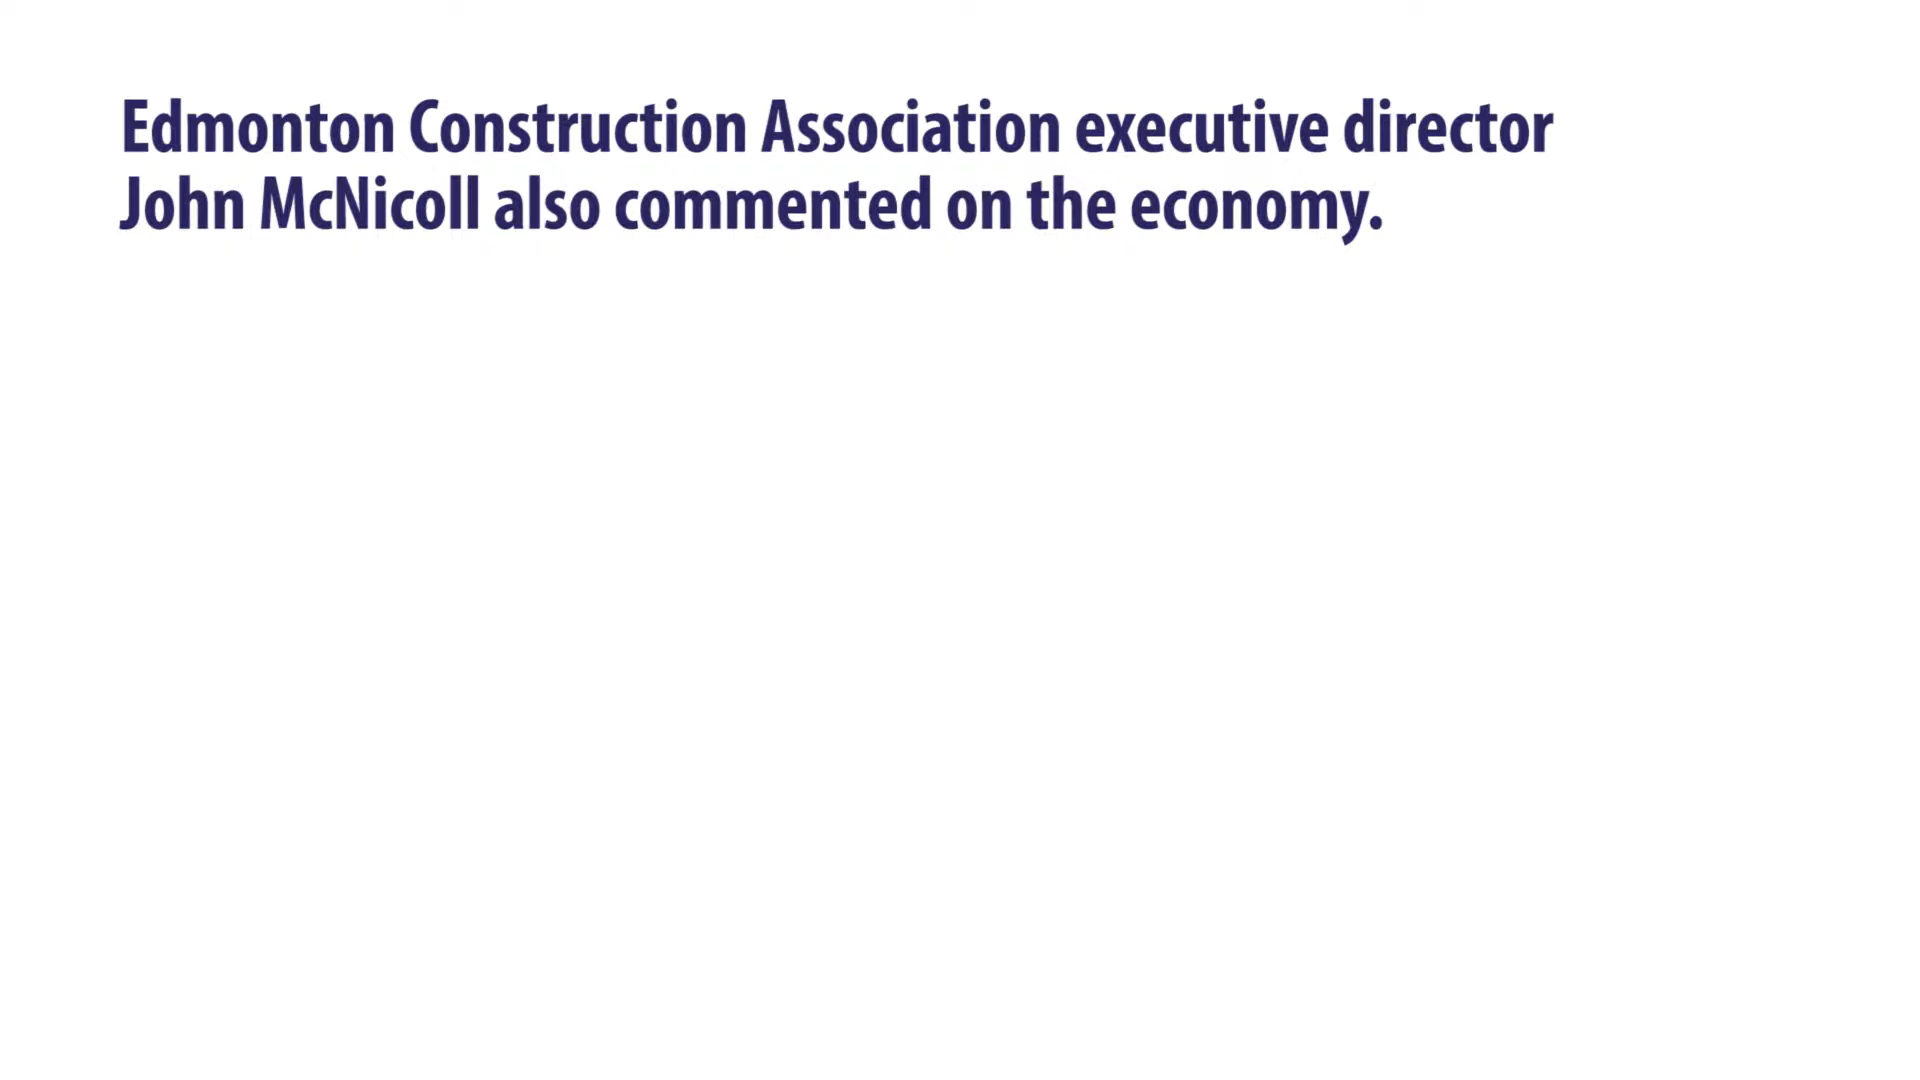 Edmonton Construction Association executive director
John McNicoll also commented on the economy.